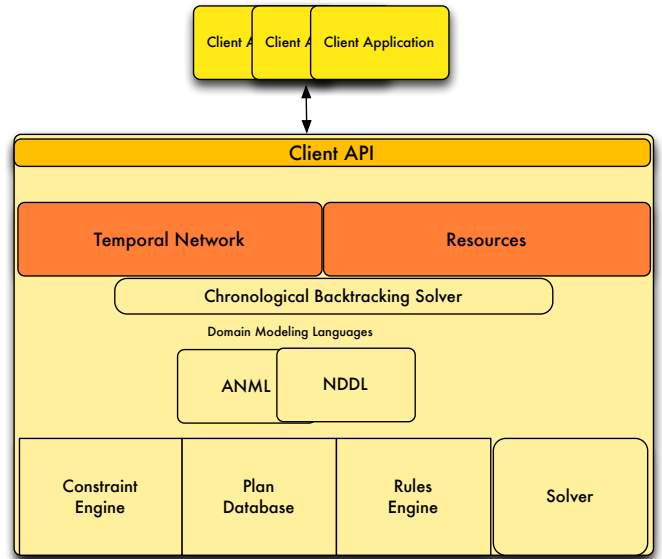 Client A
Client A
Client Application
Client API
Temporal Network
Resources
Chronological Backtracking Solver
Domain Modeling Languages
ANML
NDDL
Constraint
Engine
Plan
Database
Rules
Engine
Solver